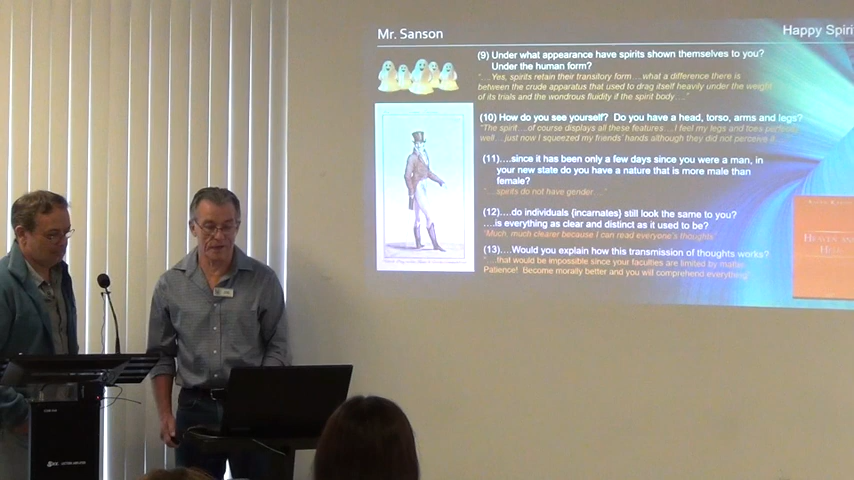 Mr. Sanson
Happy Spiri
(9) Under what appearance have spirits shown themselves to you?
Under the human form?
"....Yes, spirits retain their transitory form....what a difference there is
between the crude apparatus that used to drag itself heavily under the weight
of its trials and the wondrous fluidity if the spirit body...."
(10) How do you see yourself? Do you have a head, torso, arms and legs?
"The spirit....of course displays all these features....I feel my legs and toes perfectly
well....just now I squeezed my friends' hands although they did not perceive it...."
(11)....since it has been only a few days since you were a man, in
your new state do you have a nature that is more male than
female?
"...spirits do not have gender...."
(12)....do individuals (incarnates) still look the same to you?
....is everything as clear and distinct as it used to be?
"Much, much clearer because I can read everyone's thoughts"
(13)....Would you explain how this transmission of thoughts works?
"....that would be impossible since your faculties are limited by matter.
Patience! Become morally better and you will comprehend everything"
Heaven and
Hell